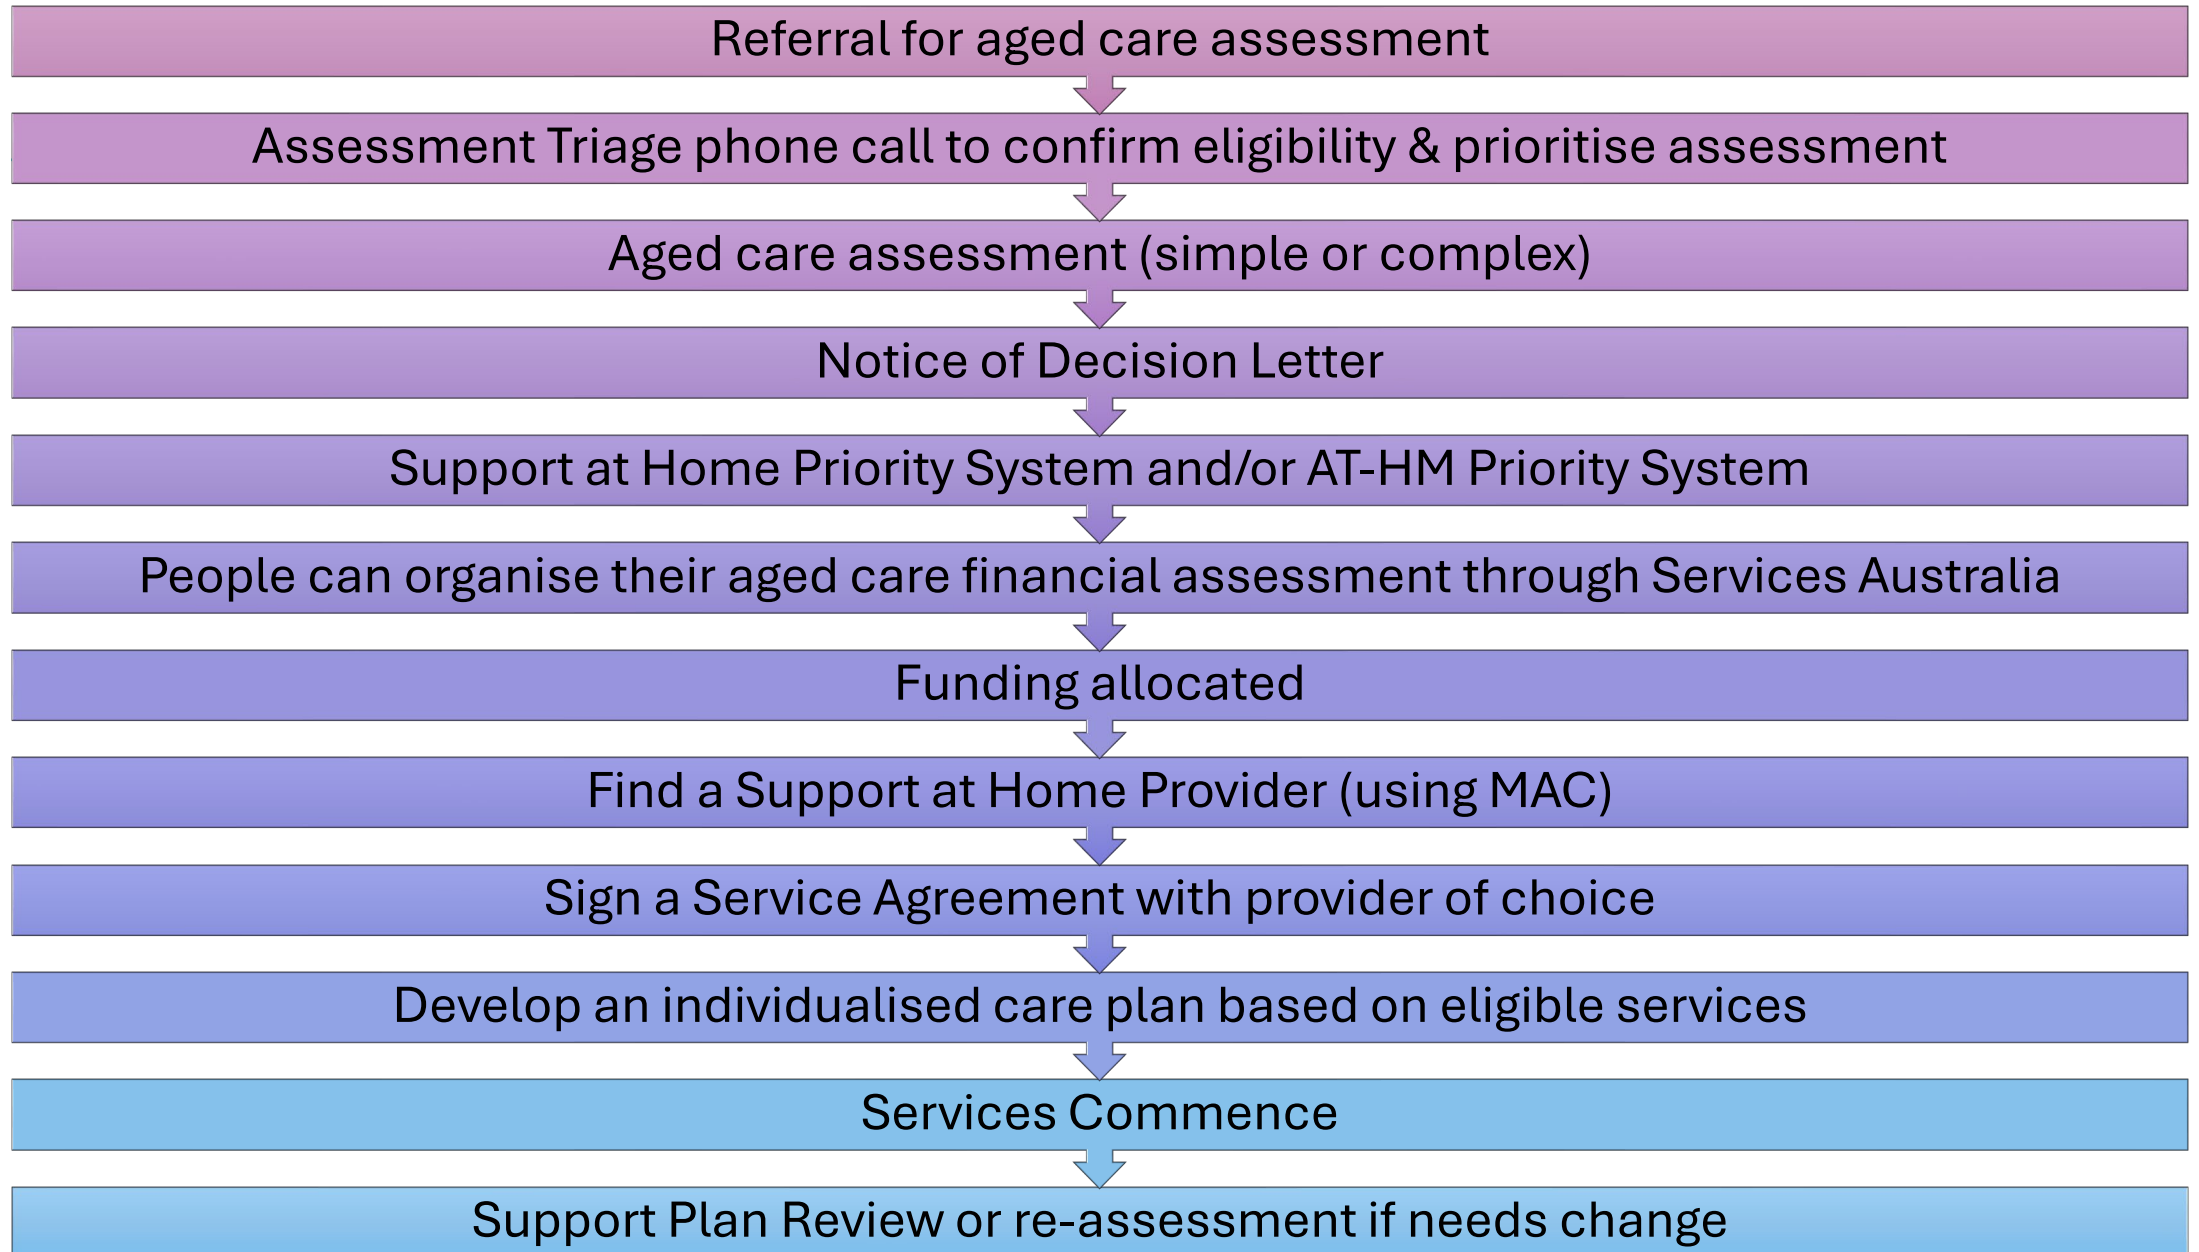 Referral for aged care assessment
Assessment Triage phone call to confirm eligibility & prioritise assessment
Aged care assessment (simple or complex)
Notice of Decision Letter
Support at Home Priority System and/or AT-HM Priority System
People can organise their aged care financial assessment through Services Australia
Funding allocated
Find a Support at Home Provider (using MAC)
Sign a Service Agreement with provider of choice
Develop an individualised care plan based on eligible services
Services Commence
Support Plan Review or re-assessment if needs change